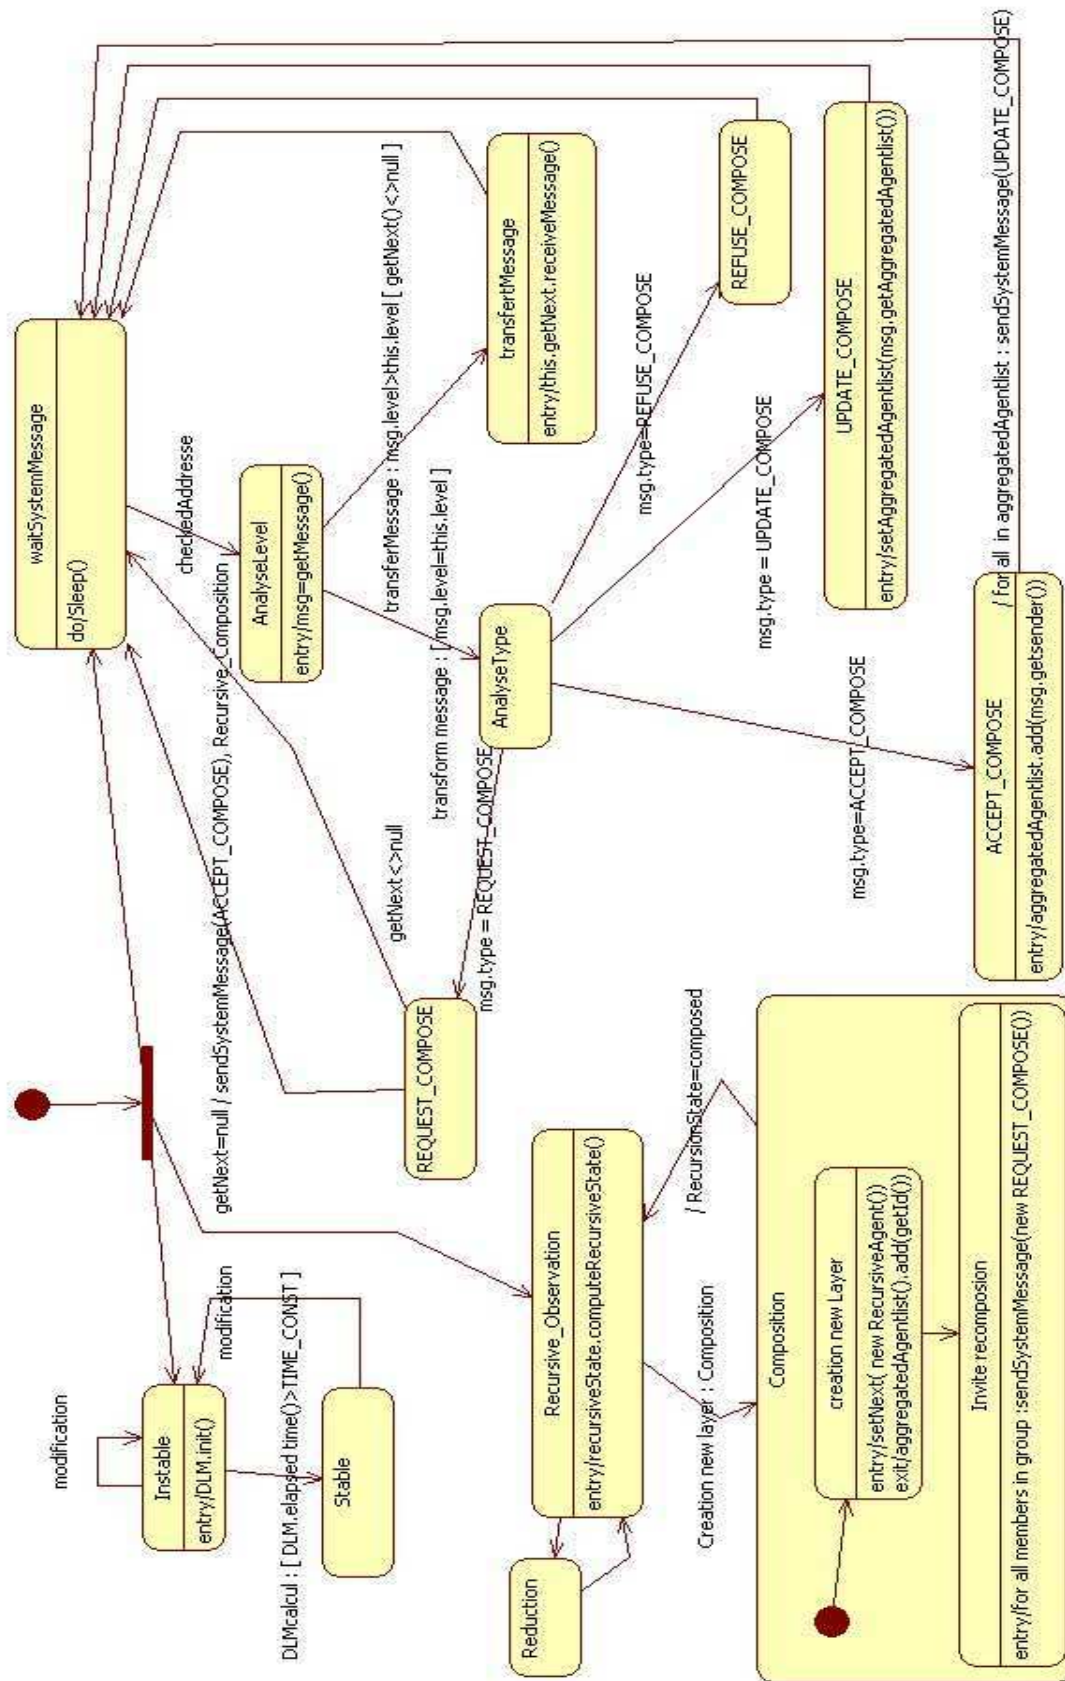 modification
Instable
entry/DLM.init()
modification
DLMcalcul : [ DLM.elapsed time()>TIME_CONST ]
Stable
waitSystemMessage
do/Sleep()
checkedAddresse
getNext=null / sendSystemMessage(ACCEPT_COMPOSE), Recursive_Composition
AnalyseLevel
entry/msg=getMessage()
transferMessage : msg.level>this.level [ getNext()<>null ]
transfertMessage
entry/this.getNext.receiveMessage()
getNext<>null
transform message : [ msg.level=this.level ]
REQUEST_COMPOSE
msg.type = REQUEST_COMPOSE
AnalyseType
msg.type=REFUSE_COMPOSE
REFUSE_COMPOSE
msg.type = UPDATE_COMPOSE
UPDATE_COMPOSE
entry/setAggregatedAgentlist(msg.getAggregatedAgentlist())
msg.type=ACCEPT_COMPOSE
ACCEPT_COMPOSE
entry/aggregatedAgentlist.add(msg.getsender())
/ for all in aggregatedAgentlist : sendSystemMessage(UPDATE_COMPOSE)
Reduction
Recursive_Observation
entry/recursiveState.computeRecursiveState()
Creation new layer : Composition
/ RecursionState=composed
Composition
creation new Layer
entry/setNext( new RecursiveAgent())
exit/aggregatedAgentlist().add(getId())
Invite recomposion
entry/for all members in group :sendSystemMessage(new REQUEST_COMPOSE())